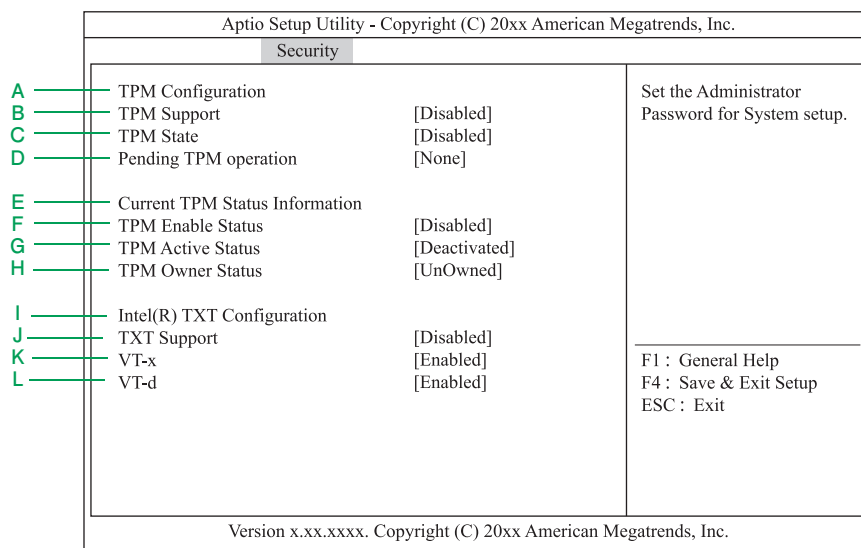 Aptio Setup Utility - Copyright (C) 20xx American Megatrends, Inc.
Security
A TPM Configuration
B TPM Support [Disabled]
C TPM State [Disabled]
D Pending TPM operation [None]
E Current TPM Status Information
F TPM Enable Status [Disabled]
G TPM Active Status [Deactivated]
H TPM Owner Status [UnOwned]
I Intel(R) TXT Configuration
J TXT Support [Disabled]
K VT-x [Enabled]
L VT-d [Enabled]
Set the Administrator
Password for System setup.
F1 : General Help
F4 : Save & Exit Setup
ESC : Exit
Version x.xx.xxxx. Copyright (C) 20xx American Megatrends, Inc.